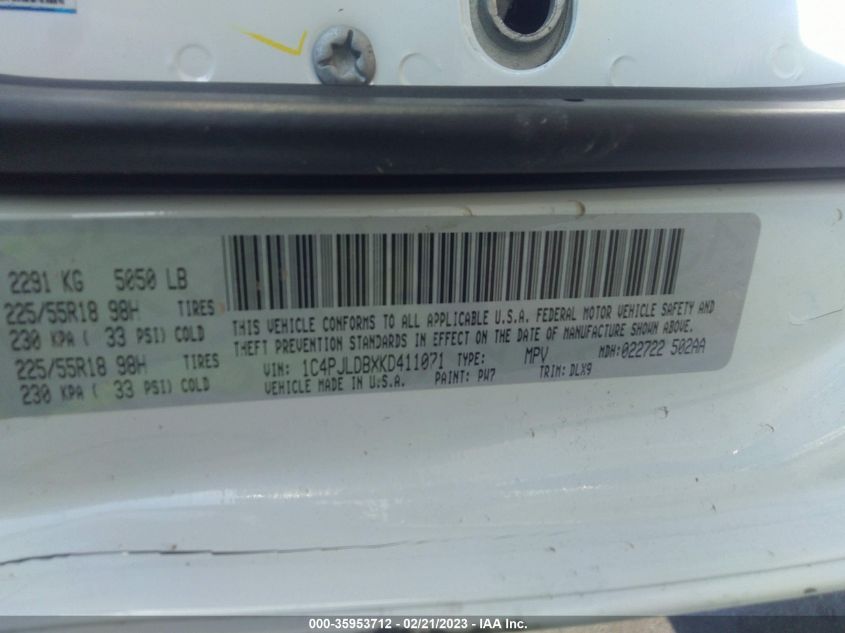 2291 KG 5050 LB
225/55R18 98H TIRES
230 KPA ( 33 PSI) COLD
225/55R18 98H TIRES
230 KPA ( 33 PSI) COLD
THIS VEHICLE CONFORMS TO ALL APPLICABLE U.S.A. FEDERAL MOTOR VEHICLE SAFETY AND
THEFT PREVENTION STANDARDS IN EFFECT ON THE DATE OF MANUFACTURE SHOWN ABOVE.
VIN: 1C4PJLDBXKD411071 TYPE: MPV MDH:022722 502AA
VEHICLE MADE IN U.S.A. PAINT: PW7 TRIM: DLX9
000-35953712 - 02/21/2023 - IAA Inc.